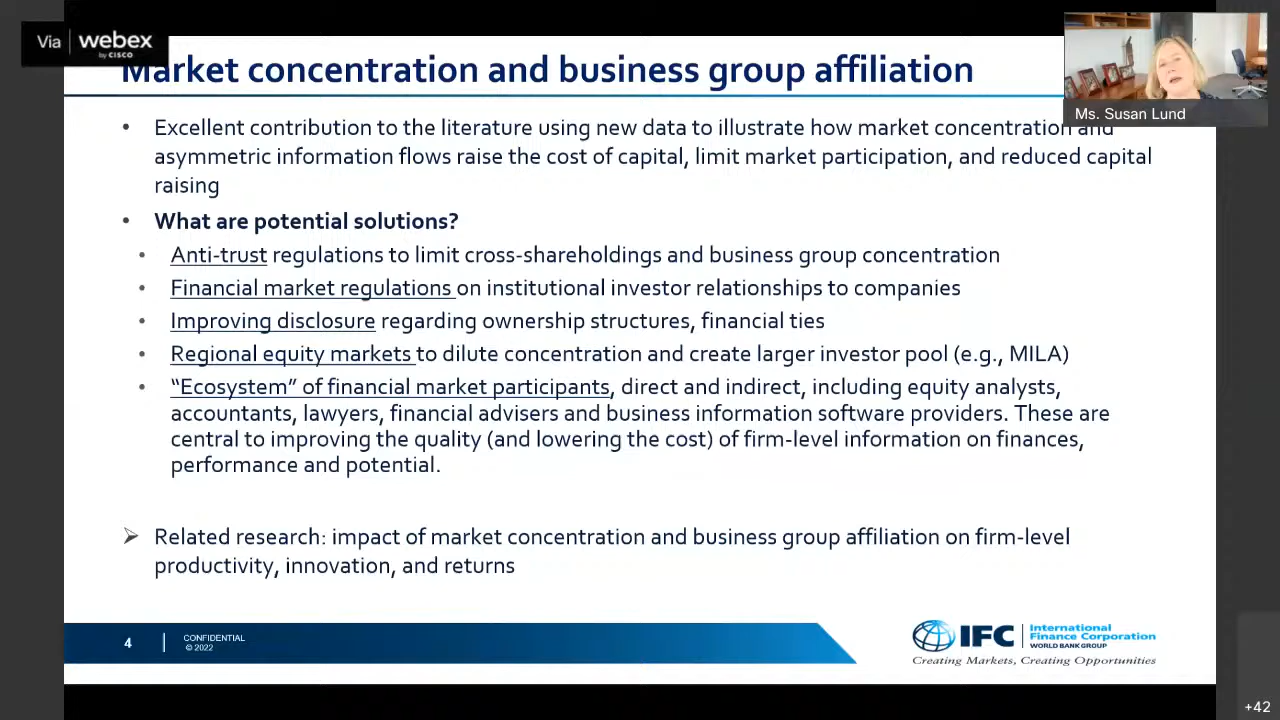 Via webex
by CISCO
Market concentration and business group affiliation
Ms. Susan Lund
• Excellent contribution to the literature using new data to illustrate how market concentration and
asymmetric information flows raise the cost of capital, limit market participation, and reduced capital
raising
• What are potential solutions?
• Anti-trust regulations to limit cross-shareholdings and business group concentration
• Financial market regulations on institutional investor relationships to companies
• Improving disclosure regarding ownership structures, financial ties
• Regional equity markets to dilute concentration and create larger investor pool (e.g., MILA)
• “Ecosystem” of financial market participants, direct and indirect, including equity analysts,
accountants, lawyers, financial advisers and business information software providers. These are
central to improving the quality (and lowering the cost) of firm-level information on finances,
performance and potential.
➢ Related research: impact of market concentration and business group affiliation on firm-level
productivity, innovation, and returns
4
CONFIDENTIAL
© 2022
IFC
International
Finance Corporation
WORLD BANK GROUP
Creating Markets, Creating Opportunities
+42